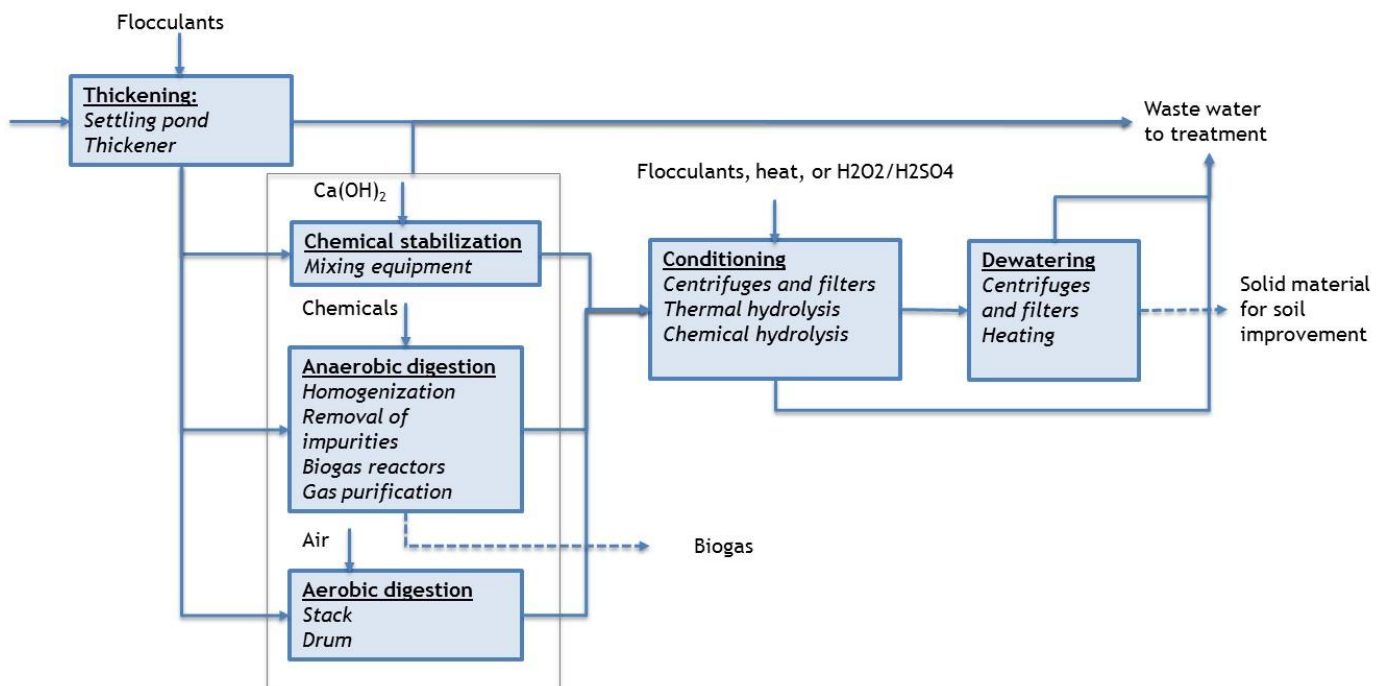 Flocculants
Thickening:
Settling pond
Thickener
Waste water
to treatment
Ca(OH)₂
Flocculants, heat, or H2O2/H2SO4
Chemical stabilization
Mixing equipment
Conditioning
Centrifuges and filters
Thermal hydrolysis
Chemical hydrolysis
Dewatering
Centrifuges
and filters
Heating
Solid material
for soil
improvement
Chemicals
Anaerobic digestion
Homogenization
Removal of
impurities
Biogas reactors
Gas purification
Air
Biogas
Aerobic digestion
Stack
Drum